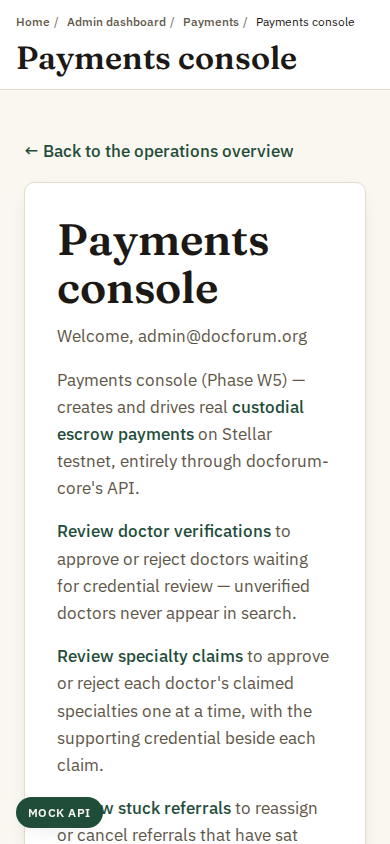 Home / Admin dashboard / Payments / Payments console
Payments console
← Back to the operations overview
Payments
console
Welcome, admin@docforum.org
Payments console (Phase W5) —
creates and drives real custodial
escrow payments on Stellar
testnet, entirely through docforum-
core's API.
Review doctor verifications to
approve or reject doctors waiting
for credential review — unverified
doctors never appear in search.
Review specialty claims to approve
or reject each doctor's claimed
specialties one at a time, with the
supporting credential beside each
claim.
stuck referrals to reassign
MOCK API
or cancel referrals that have sat